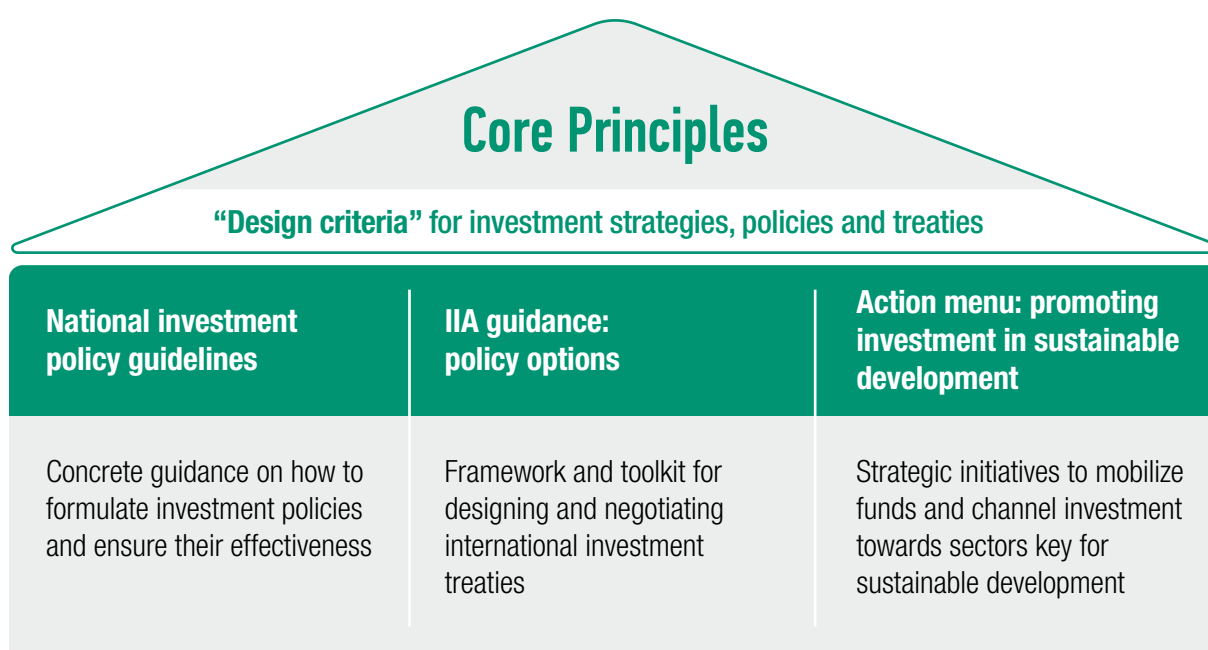 Core Principles
“Design criteria” for investment strategies, policies and treaties
National investment
policy guidelines
IIA guidance:
policy options
Action menu: promoting
investment in sustainable
development
Concrete guidance on how to
formulate investment policies
and ensure their effectiveness
Framework and toolkit for
designing and negotiating
international investment
treaties
Strategic initiatives to mobilize
funds and channel investment
towards sectors key for
sustainable development